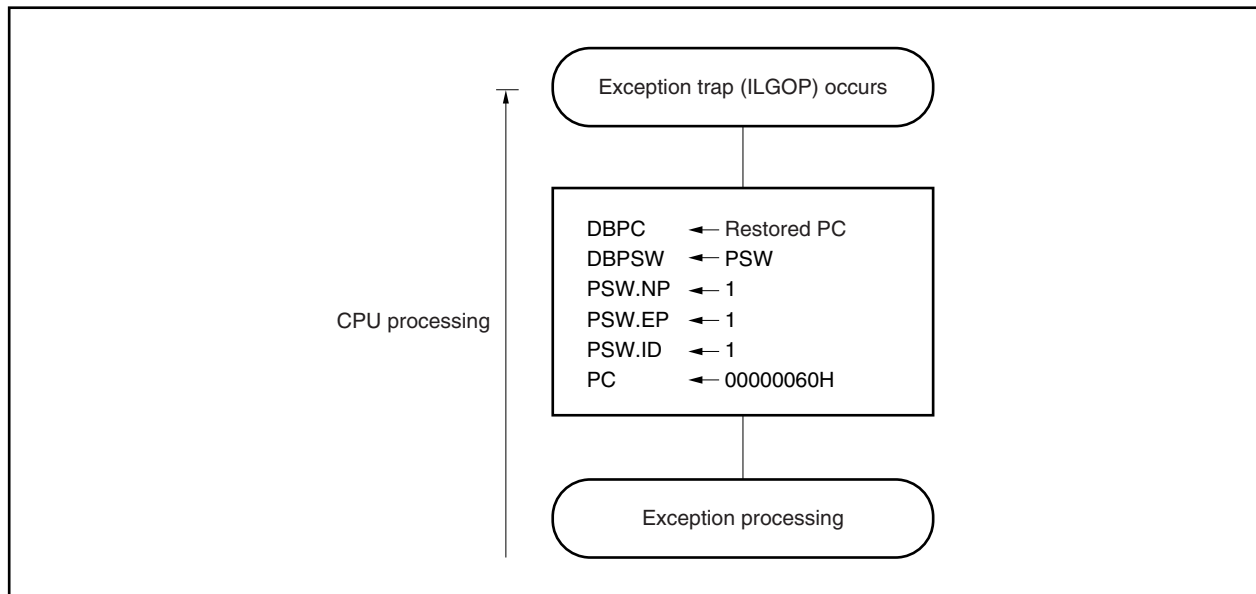 Exception trap (ILGOP) occurs
CPU processing
DBPC ← Restored PC
DBPSW ← PSW
PSW.NP ← 1
PSW.EP ← 1
PSW.ID ← 1
PC ← 00000060H
Exception processing